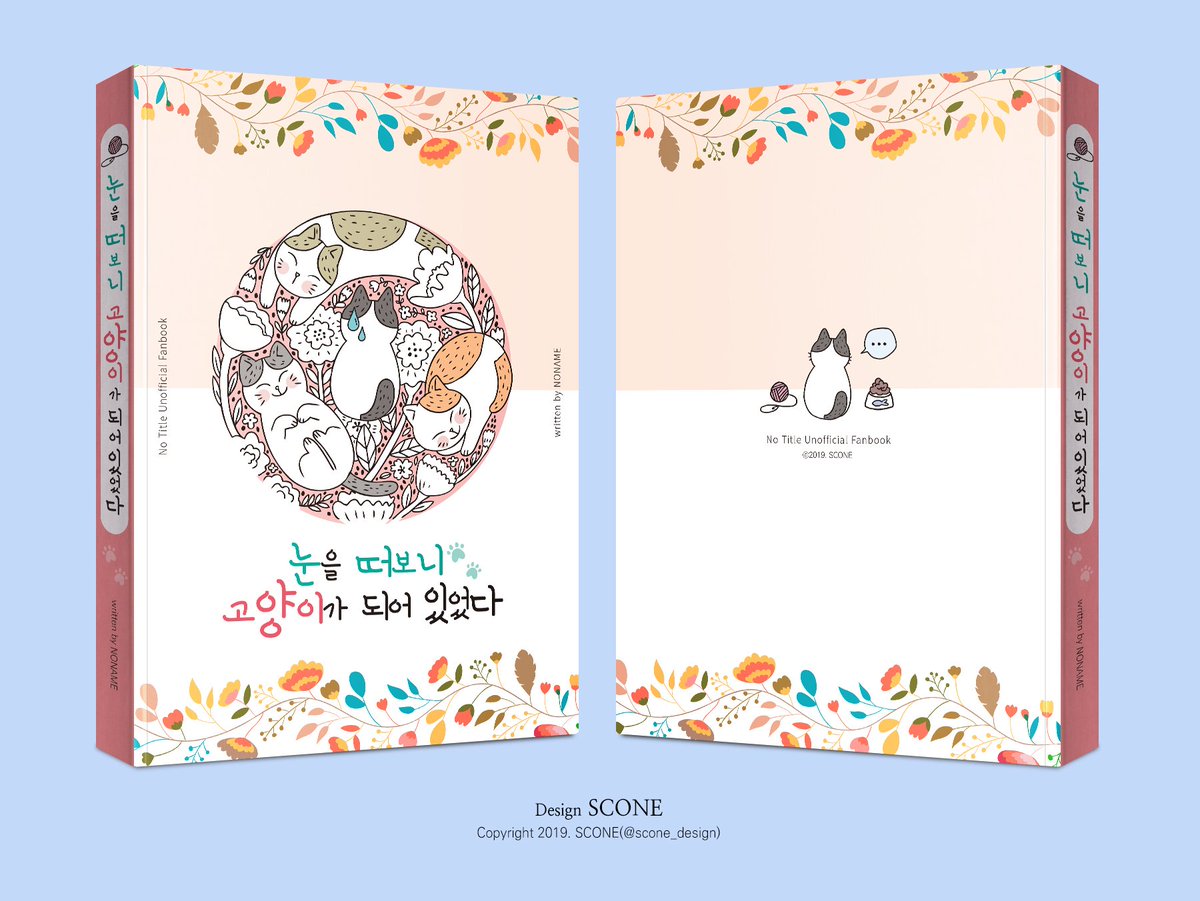 눈을 떠보니 고양이가 되어 있었다
written by NONAME
No Title Unofficial Fanbook
written by NONAME
눈을 떠보니
고양이가 되어 있었다
...
No Title Unofficial Fanbook
©2019. SCONE
눈을 떠보니 고양이가 되어 있었다
written by NONAME
Design SCONE
Copyright 2019. SCONE(@scone_design)